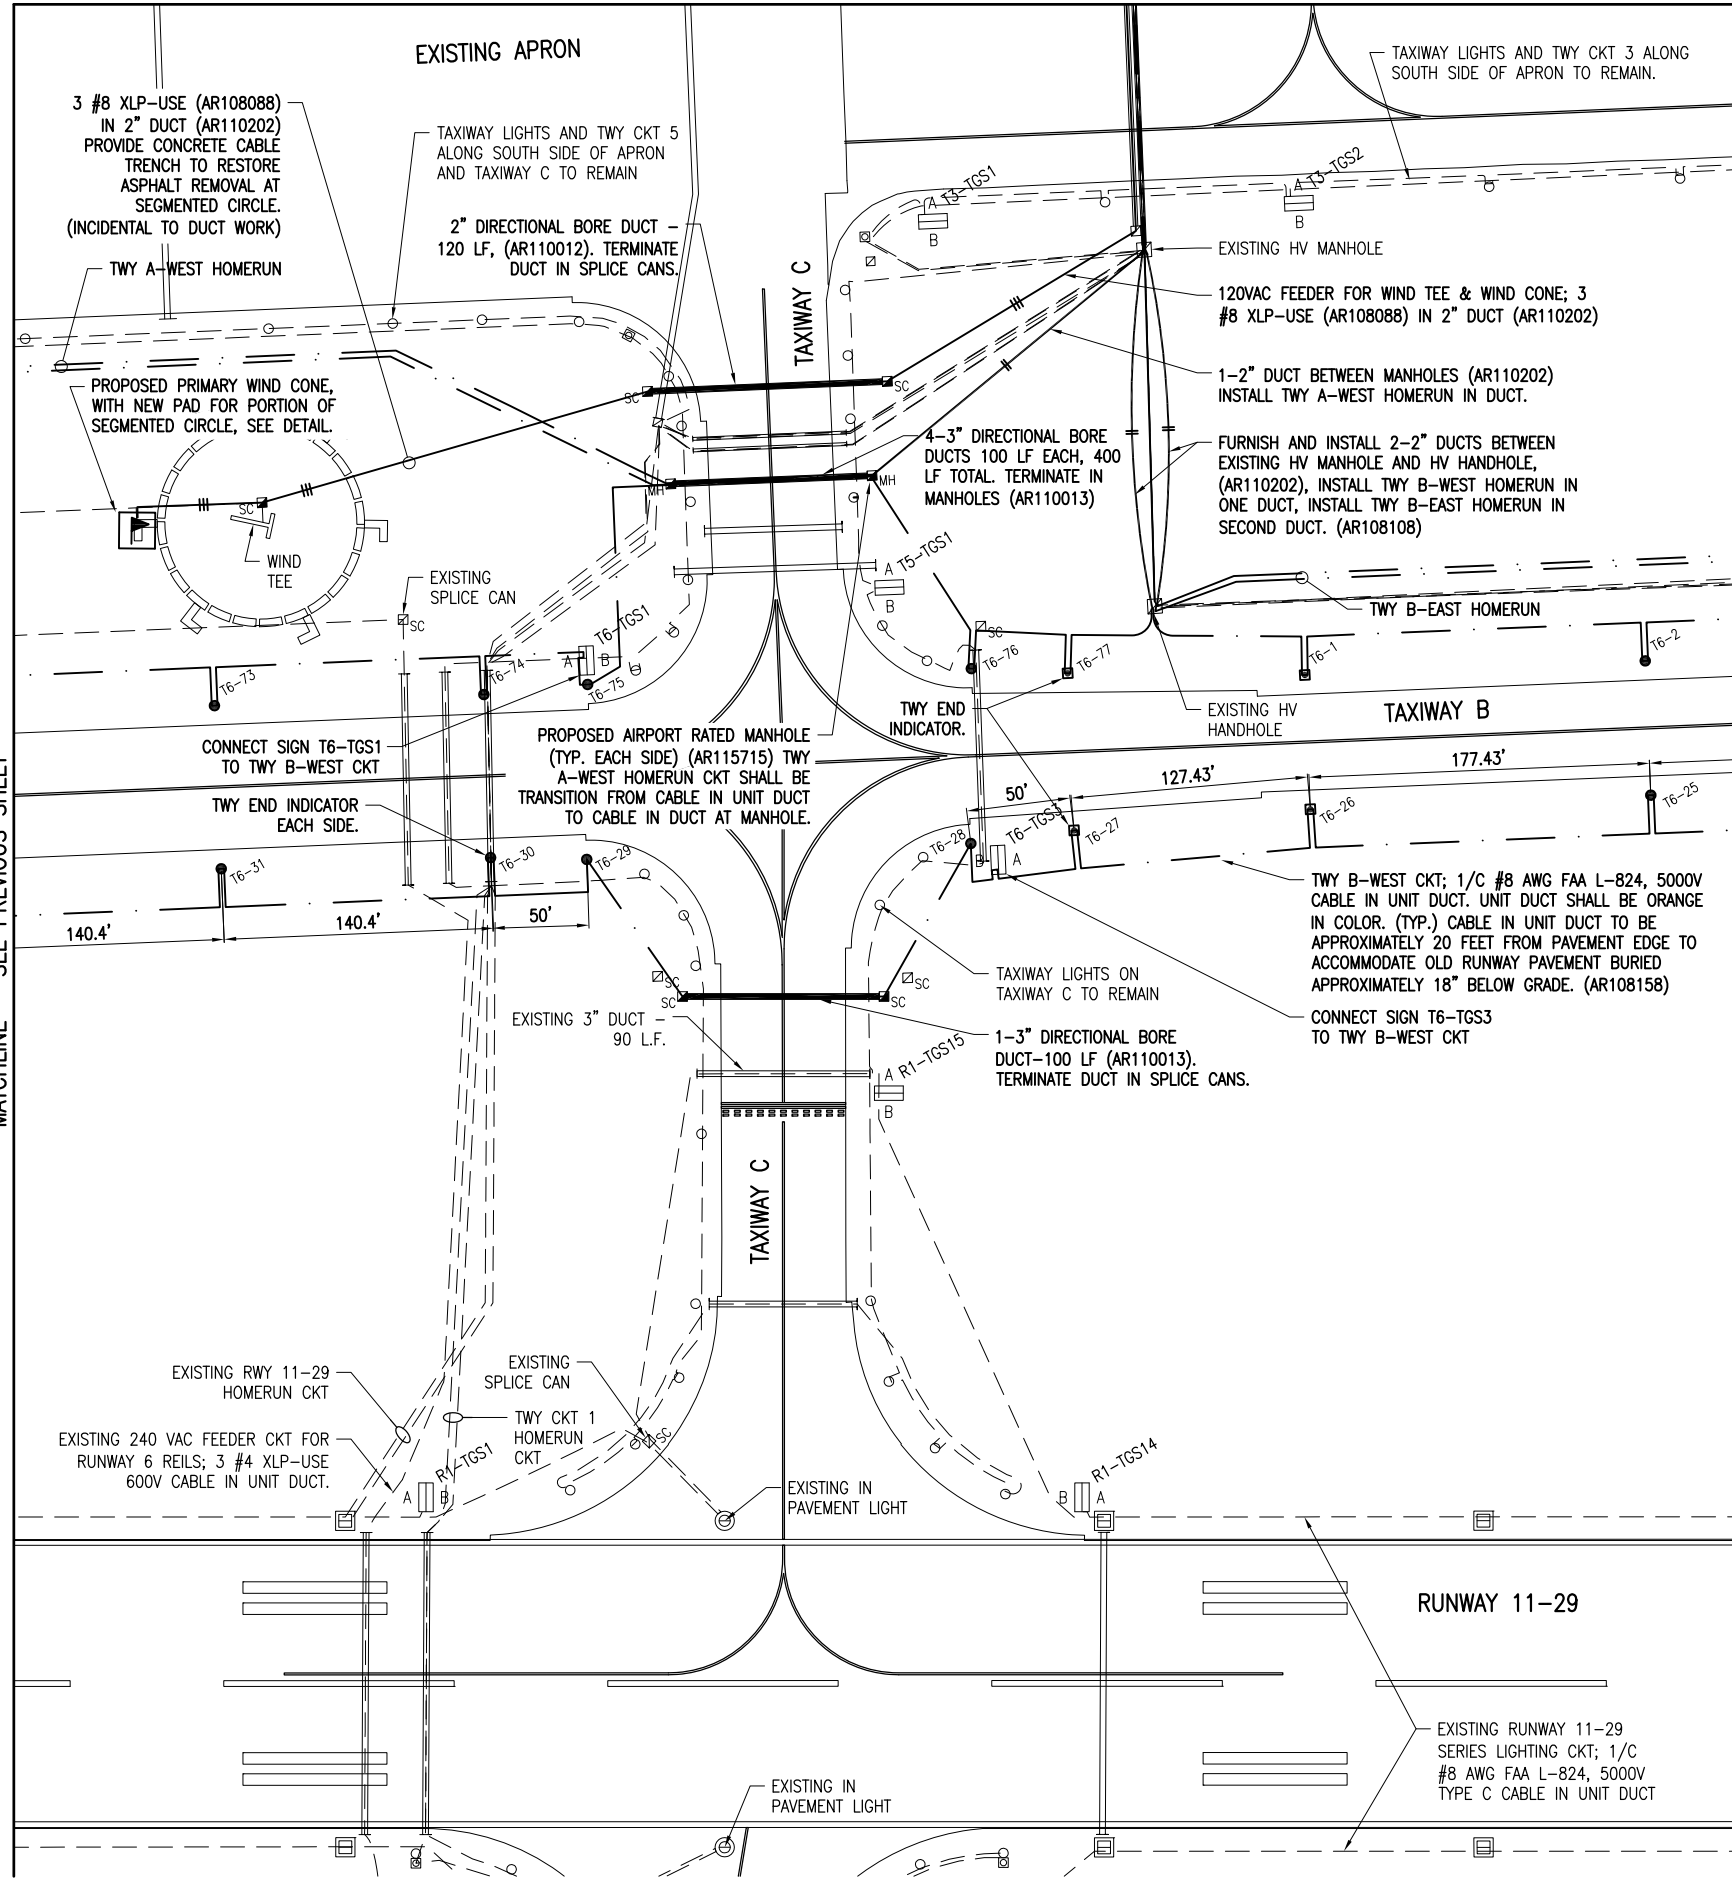 EXISTING APRON
TAXIWAY LIGHTS AND TWY CKT 3 ALONG
SOUTH SIDE OF APRON TO REMAIN.
3 #8 XLP-USE (AR108088)
IN 2" DUCT (AR110202)
PROVIDE CONCRETE CABLE
TRENCH TO RESTORE
ASPHALT REMOVAL AT
SEGMENTED CIRCLE.
(INCIDENTAL TO DUCT WORK)
TAXIWAY LIGHTS AND TWY CKT 5
ALONG SOUTH SIDE OF APRON
AND TAXIWAY C TO REMAIN
2" DIRECTIONAL BORE DUCT -
120 LF, (AR110012). TERMINATE
DUCT IN SPLICE CANS.
TWY A-WEST HOMERUN
TAXIWAY C
A T3-TGS1
B
A T3-TGS2
B
EXISTING HV MANHOLE
120VAC FEEDER FOR WIND TEE & WIND CONE; 3
#8 XLP-USE (AR108088) IN 2" DUCT (AR110202)
1-2" DUCT BETWEEN MANHOLES (AR110202)
INSTALL TWY A-WEST HOMERUN IN DUCT.
PROPOSED PRIMARY WIND CONE,
WITH NEW PAD FOR PORTION OF
SEGMENTED CIRCLE, SEE DETAIL.
SC
SC
4-3" DIRECTIONAL BORE
DUCTS 100 LF EACH, 400
LF TOTAL. TERMINATE IN
MANHOLES (AR110013)
FURNISH AND INSTALL 2-2" DUCTS BETWEEN
EXISTING HV MANHOLE AND HV HANDHOLE,
(AR110202), INSTALL TWY B-WEST HOMERUN IN
ONE DUCT, INSTALL TWY B-EAST HOMERUN IN
SECOND DUCT. (AR108108)
MH
MH
SC
WIND
TEE
EXISTING
SPLICE CAN
SC
A T5-TGS1
B
TWY B-EAST HOMERUN
T6-TGS1
A
B
SC
T6-73
T6-74
T6-75
T6-76
T6-77
T6-1
T6-2
CONNECT SIGN T6-TGS1
TO TWY B-WEST CKT
PROPOSED AIRPORT RATED MANHOLE
(TYP. EACH SIDE) (AR115715) TWY
A-WEST HOMERUN CKT SHALL BE
TRANSITION FROM CABLE IN UNIT DUCT
TO CABLE IN DUCT AT MANHOLE.
TWY END
INDICATOR.
EXISTING HV
HANDHOLE
TAXIWAY B
TWY END INDICATOR
EACH SIDE.
50'
127.43'
177.43'
T6-31
T6-30
T6-29
T6-28
T6-TGS3
A
T6-27
T6-26
T6-25
140.4'
140.4'
50'
TWY B-WEST CKT; 1/C #8 AWG FAA L-824, 5000V
CABLE IN UNIT DUCT. UNIT DUCT SHALL BE ORANGE
IN COLOR. (TYP.) CABLE IN UNIT DUCT TO BE
APPROXIMATELY 20 FEET FROM PAVEMENT EDGE TO
ACCOMMODATE OLD RUNWAY PAVEMENT BURIED
APPROXIMATELY 18" BELOW GRADE. (AR108158)
SC
SC
SC
SC
TAXIWAY LIGHTS ON
TAXIWAY C TO REMAIN
EXISTING 3" DUCT -
90 L.F.
CONNECT SIGN T6-TGS3
TO TWY B-WEST CKT
1-3" DIRECTIONAL BORE
DUCT-100 LF (AR110013).
TERMINATE DUCT IN SPLICE CANS.
A R1-TGS15
B
TAXIWAY C
EXISTING RWY 11-29
HOMERUN CKT
EXISTING
SPLICE CAN
TWY CKT 1
HOMERUN
CKT
SC
EXISTING 240 VAC FEEDER CKT FOR
RUNWAY 6 REILS; 3 #4 XLP-USE
600V CABLE IN UNIT DUCT.
R1-TGS1
A
B
EXISTING IN
PAVEMENT LIGHT
R1-TGS14
B
A
RUNWAY 11-29
EXISTING RUNWAY 11-29
SERIES LIGHTING CKT; 1/C
#8 AWG FAA L-824, 5000V
TYPE C CABLE IN UNIT DUCT
EXISTING IN
PAVEMENT LIGHT